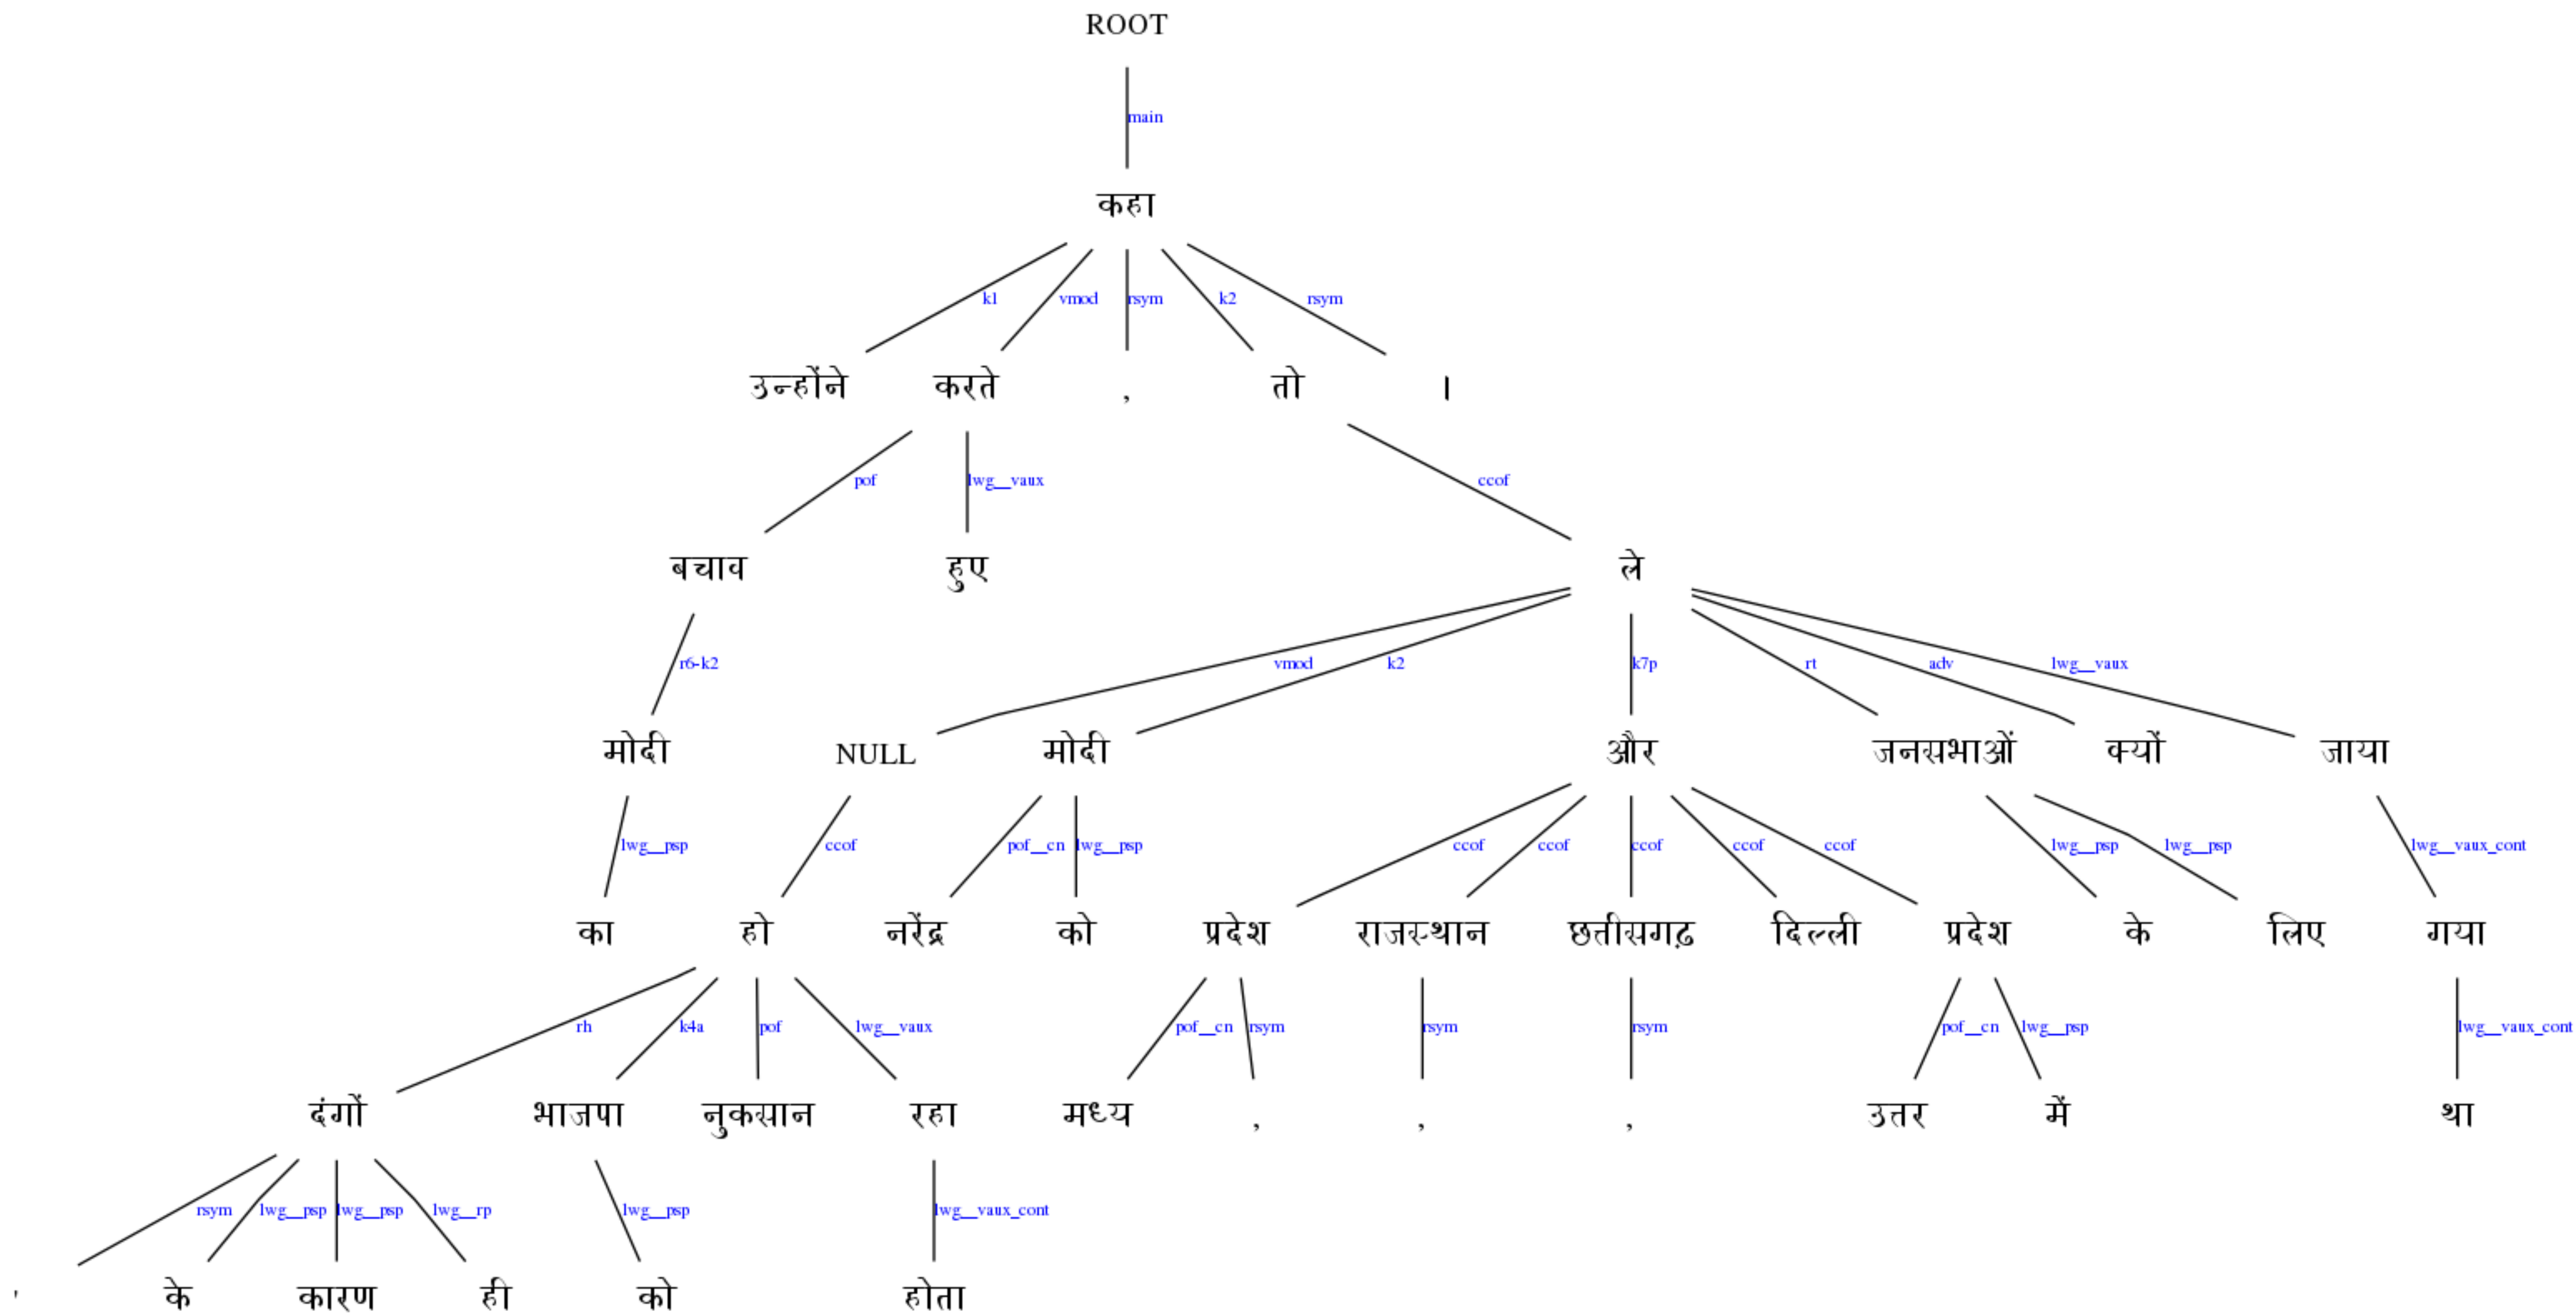 ROOT
main
कहा
k1 vmod rsym k2 rsym
उन्होंने करते , तो ।
pof lwg__vaux ccof
बचाव हुए ले
r6-k2 vmod k2 k7p rt adv lwg__vaux
मोदी NULL मोदी और जनसभाओं क्यों जाया
lwg__psp ccof pof__cn lwg__psp ccof ccof ccof ccof ccof lwg__psp lwg__psp lwg__vaux_cont
का हो नरेंद्र को प्रदेश राजस्थान छत्तीसगढ़ दिल्ली प्रदेश के लिए गया
rh k4a pof lwg__vaux pof__cn rsym rsym rsym pof__cn lwg__psp lwg__vaux_cont
दंगों भाजपा नुकसान रहा मध्य , , , उत्तर में था
rsym lwg__psp lwg__psp lwg__rp lwg__psp lwg__vaux_cont
' के कारण ही को होता